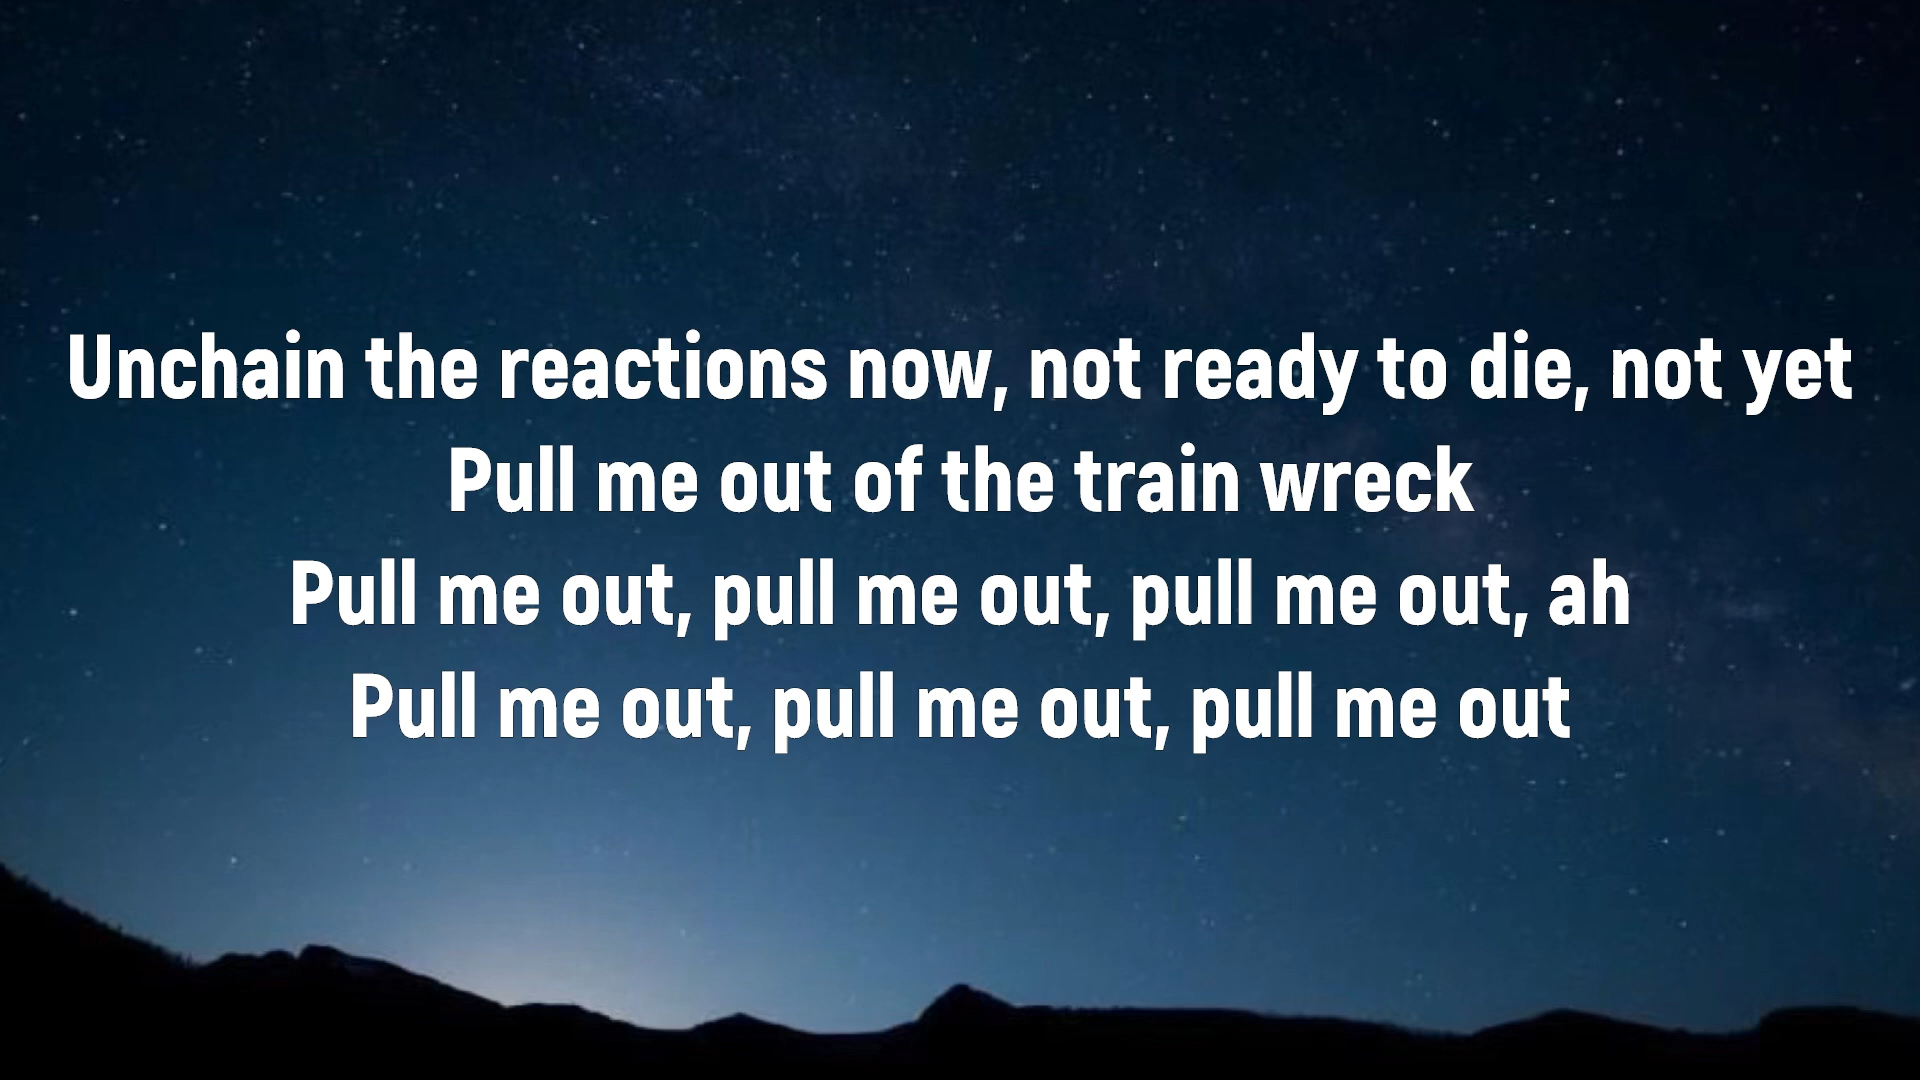 Unchain the reactions now, not ready to die, not yet
Pull me out of the train wreck
Pull me out, pull me out, pull me out, ah
Pull me out, pull me out, pull me out